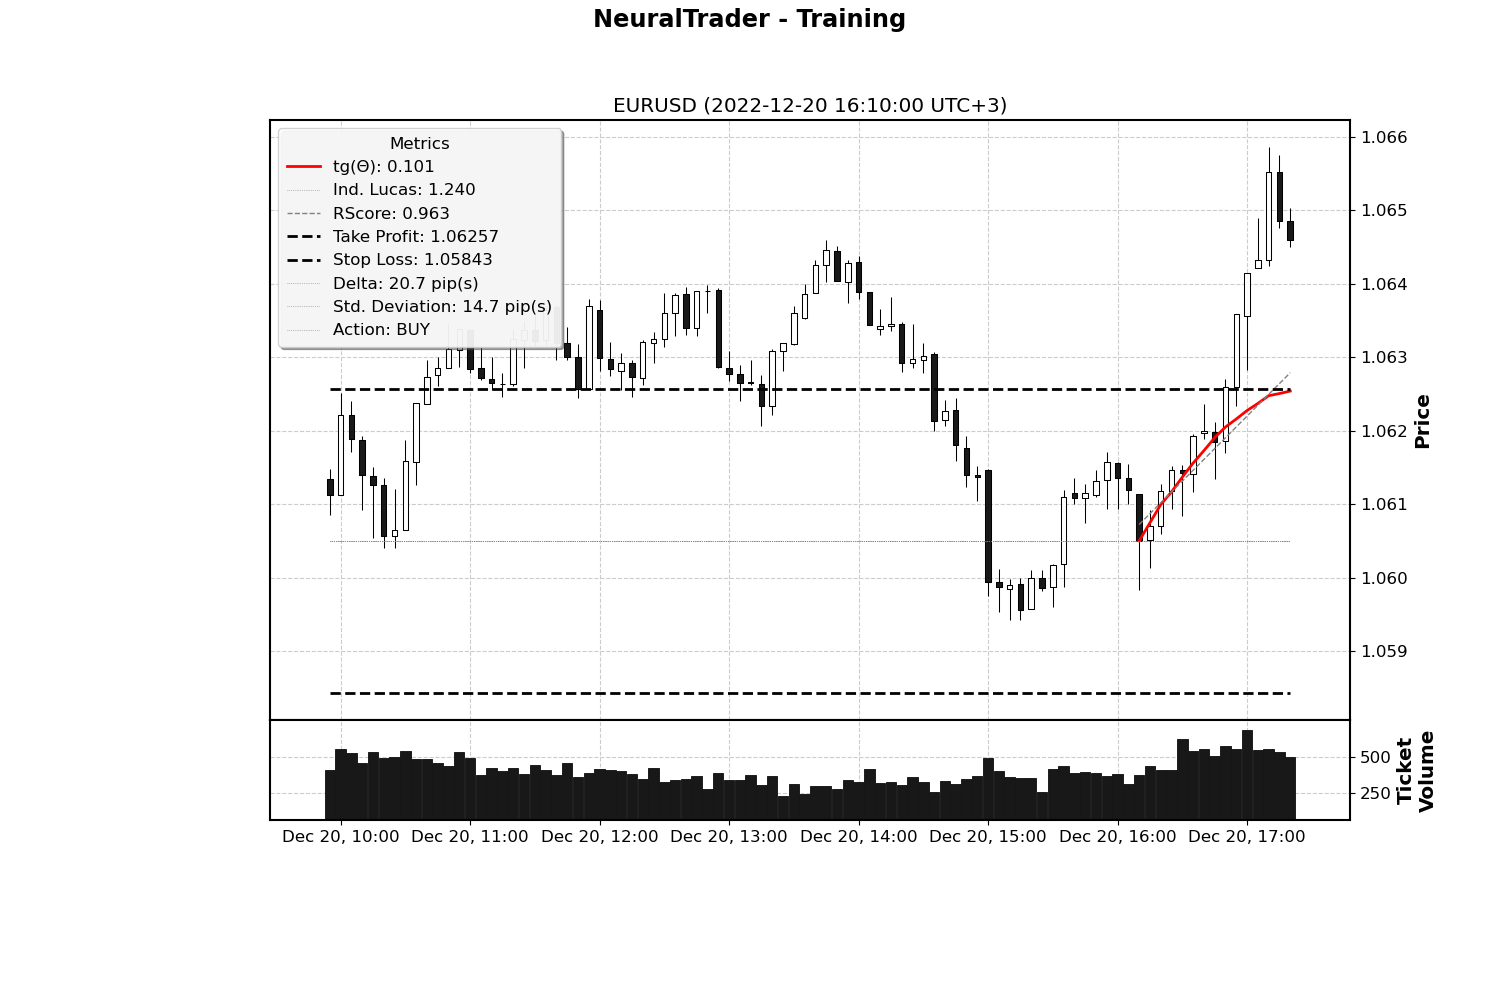 NeuralTrader - Training
EURUSD (2022-12-20 16:10:00 UTC+3)
Metrics
tg(Θ): 0.101
Ind. Lucas: 1.240
RScore: 0.963
Take Profit: 1.06257
Stop Loss: 1.05843
Delta: 20.7 pip(s)
Std. Deviation: 14.7 pip(s)
Action: BUY
1.066
1.065
1.064
1.063
1.062
1.061
1.060
1.059
Price
500
250
Ticket
Volume
Dec 20, 10:00
Dec 20, 11:00
Dec 20, 12:00
Dec 20, 13:00
Dec 20, 14:00
Dec 20, 15:00
Dec 20, 16:00
Dec 20, 17:00